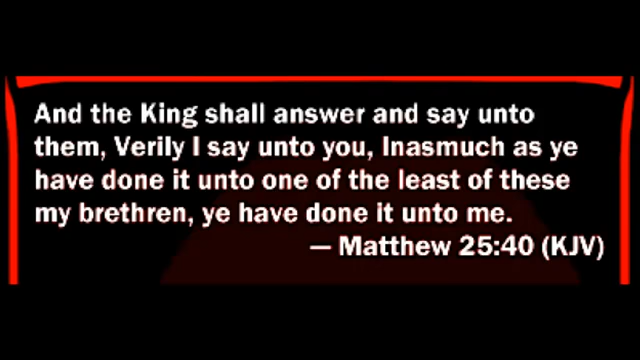 And the King shall answer and say unto
them, Verily I say unto you, Inasmuch as ye
have done it unto one of the least of these
my brethren, ye have done it unto me.
— Matthew 25:40 (KJV)